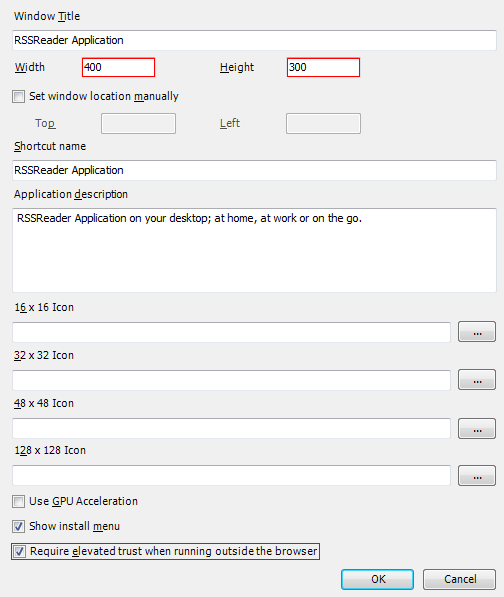 Window Title
RSSReader Application
Width 400 Height 300
Set window location manually
Top Left
Shortcut name
RSSReader Application
Application description
RSSReader Application on your desktop; at home, at work or on the go.
16 x 16 Icon
...
32 x 32 Icon
...
48 x 48 Icon
...
128 x 128 Icon
...
Use GPU Acceleration
Show install menu
Require elevated trust when running outside the browser
OK Cancel